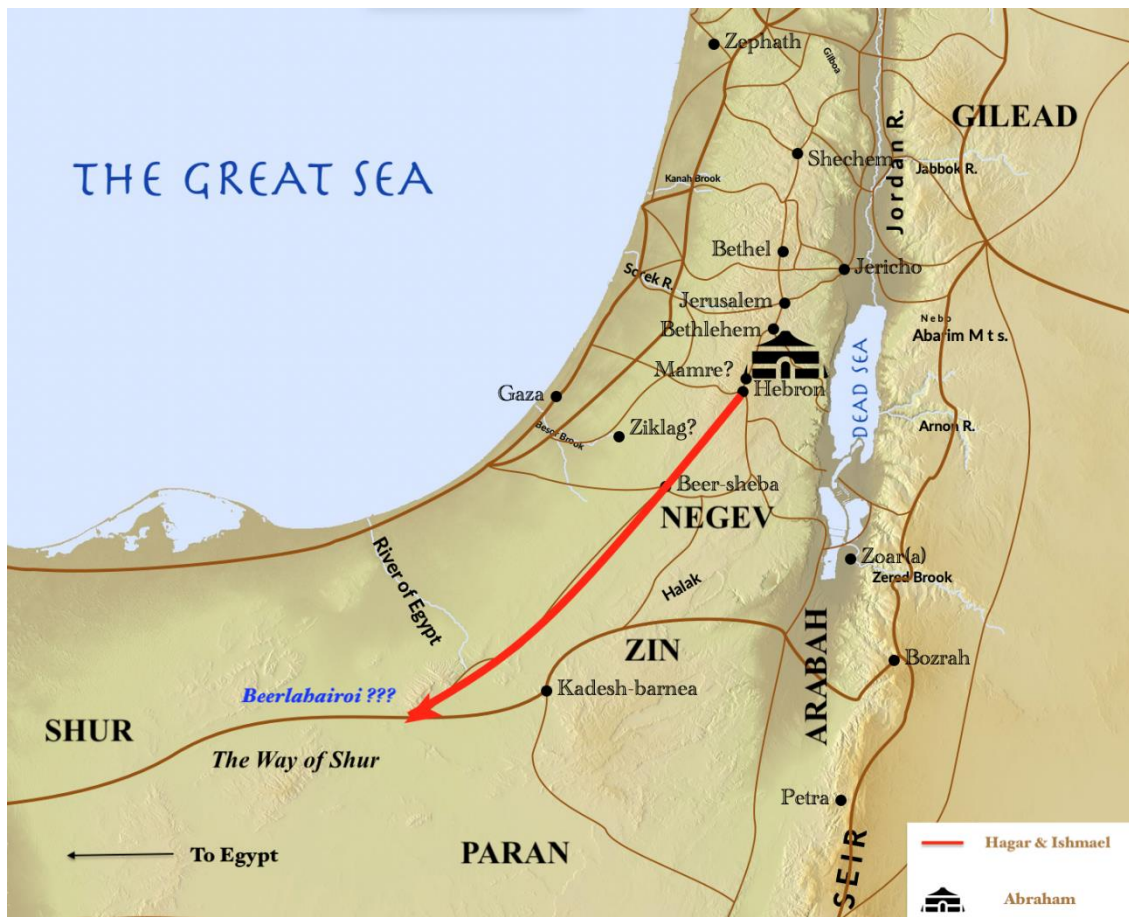 Zephath
Gilboa
GILEAD
THE GREAT SEA
Jordan R.
Shechem
Jabbok R.
Kanah Brook
Bethel
Jericho
Sorek R.
Jerusalem
Nebo
Bethlehem
Abarim Mts.
Mamre?
DEAD SEA
Gaza
Hebron
Arnon R.
Besor Brook
Ziklag?
Beer-sheba
NEGEV
River of Egypt
Zoar(a)
Zered Brook
Halak
ARABAH
ZIN
Bozrah
Beerlahairoi ???
Kadesh-barnea
SHUR
The Way of Shur
Petra
To Egypt
PARAN
SEIR
Hagar & Ishmael
Abraham